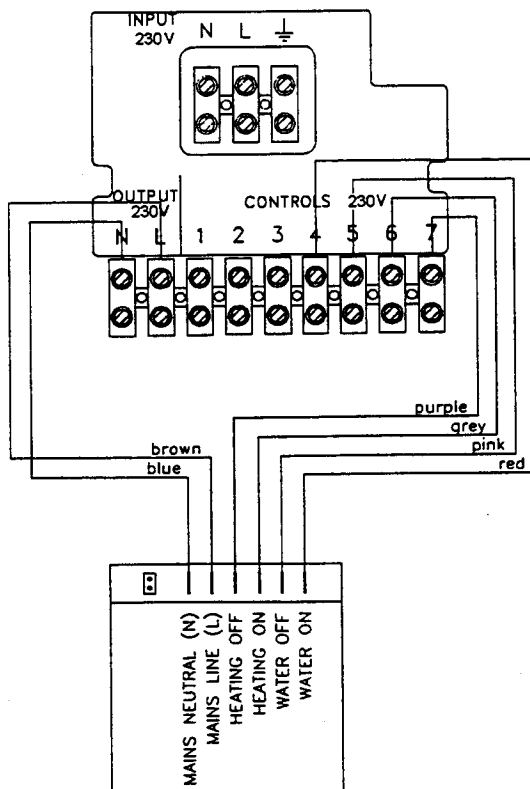 INPUT
230V
N L
OUTPUT
230V
CONTROLS 230V
N L 1 2 3 4 5 6 7
purple
grey
brown
pink
blue
red
MAINS NEUTRAL (N)
MAINS LINE (L)
HEATING OFF
HEATING ON
WATER OFF
WATER ON